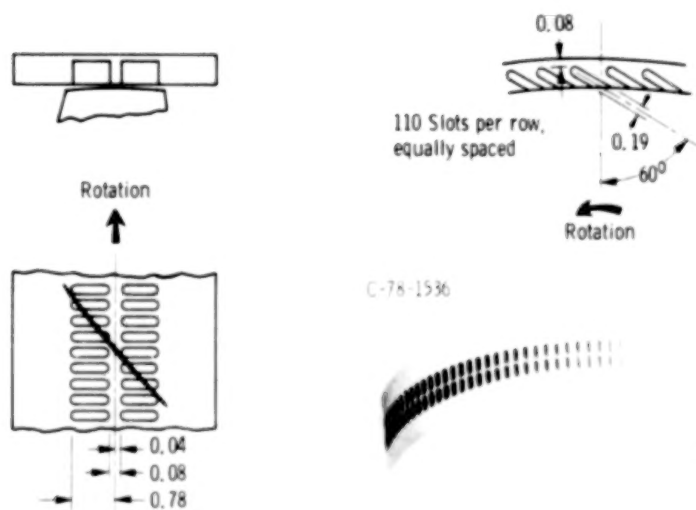 0.08
110 Slots per row,
equally spaced
0.19
60°
Rotation
Rotation
C-78-1536
0.04
0.08
0.78